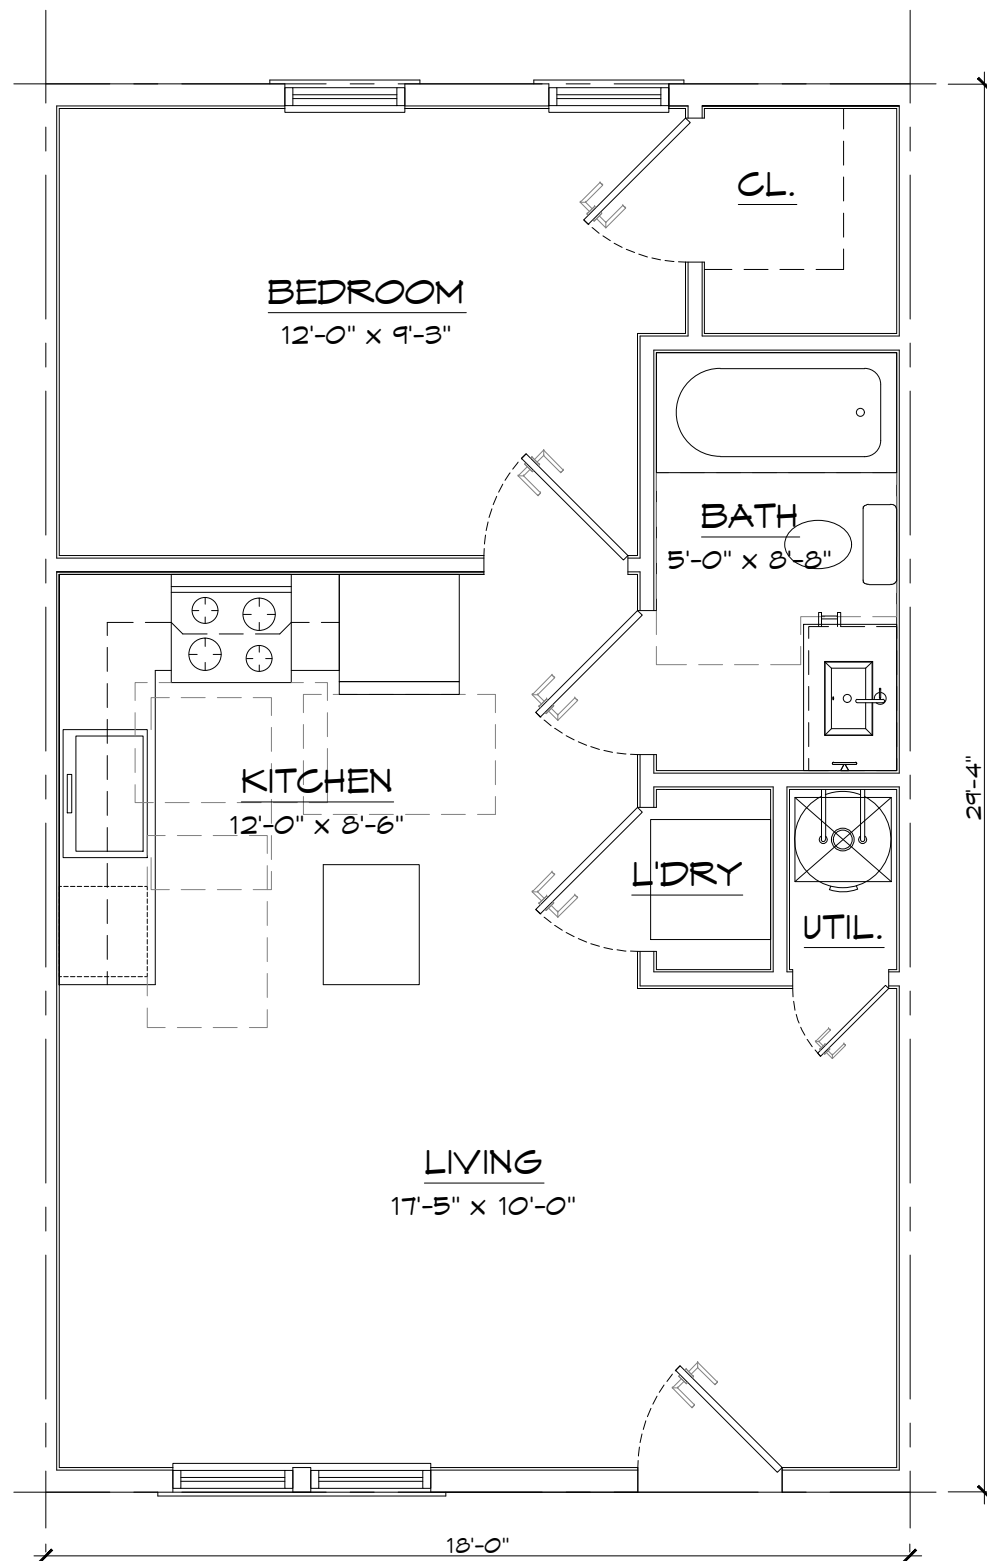 CL.
BEDROOM
12'-0" x 9'-3"
BATH
5'-0" x 8'-8"
29'-4"
KITCHEN
12'-0" x 8'-6"
L'DRY
UTIL.
LIVING
17'-5" x 10'-0"
18'-0"